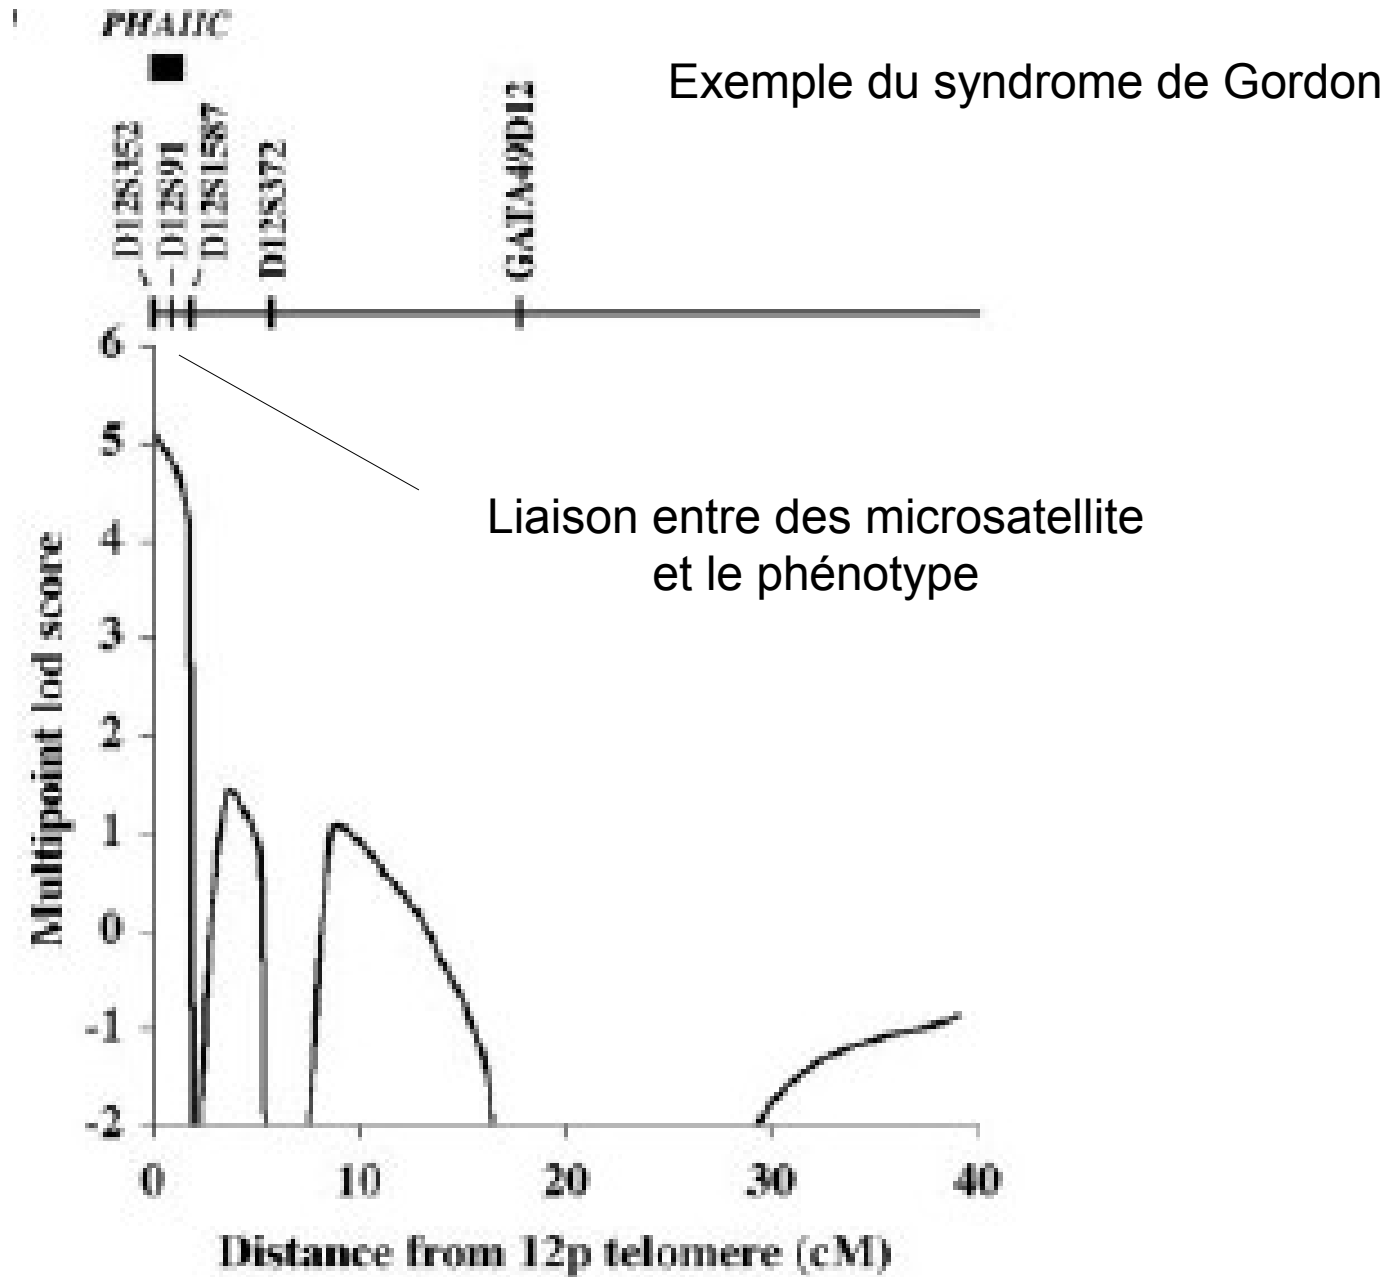 PHAIIC
Exemple du syndrome de Gordon
D12S352
D12S91
D12S1587
D12S372
GATA49D12
6
5
4
3
2
1
0
-1
-2
Multipoint lod score
Liaison entre des microsatellite
et le phénotype
0 10 20 30 40
Distance from 12p telomere (cM)